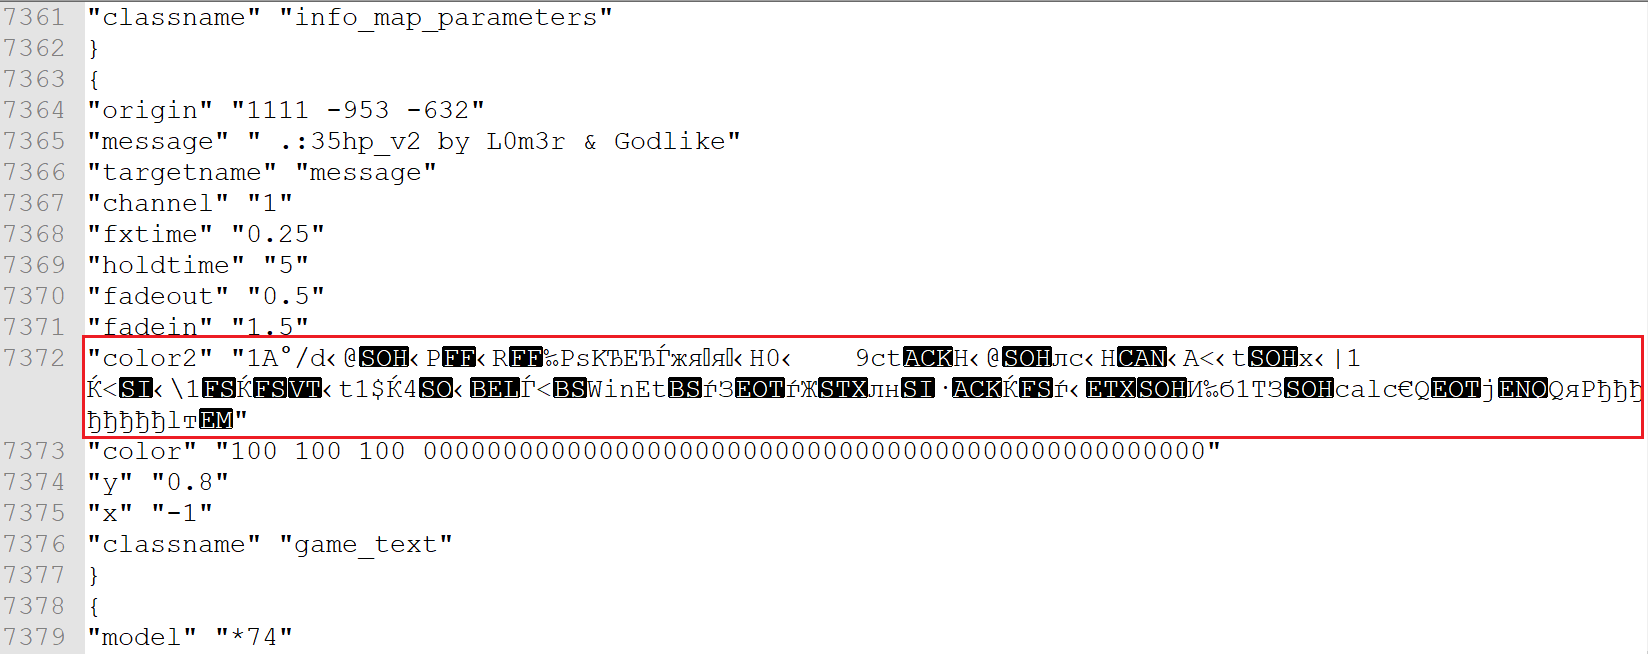 7361 "classname" "info_map_parameters"
7362 }
7363 {
7364 "origin" "1111 -953 -632"
7365 "message" " .:35hp_v2 by L0m3r & Godlike"
7366 "targetname" "message"
7367 "channel" "1"
7368 "fxtime" "0.25"
7369 "holdtime" "5"
7370 "fadeout" "0.5"
7371 "fadein" "1.5"
7372 "color2" "1А°/d‹@SOH‹PFF‹RFF‰PsКЂЕЂЃжя▯я▯‹H0‹    9ctACKH‹@SOHлс‹HCAN‹A<‹tSOHx‹|1
Ќ<SI‹\1FSЌFSVT‹t1$Ќ4SO‹BELЃ<BSWinEtBSѓЗEOTѓЖSTXлнSI·ACKЌFSѓ‹ETXSOHИ‰б1ТЗSOHcalc€QEOTjENQQяРђђђ
ђђђђђlтEM"
7373 "color" "100 100 100 0000000000000000000000000000000000000000000000000"
7374 "y" "0.8"
7375 "x" "-1"
7376 "classname" "game_text"
7377 }
7378 {
7379 "model" "*74"